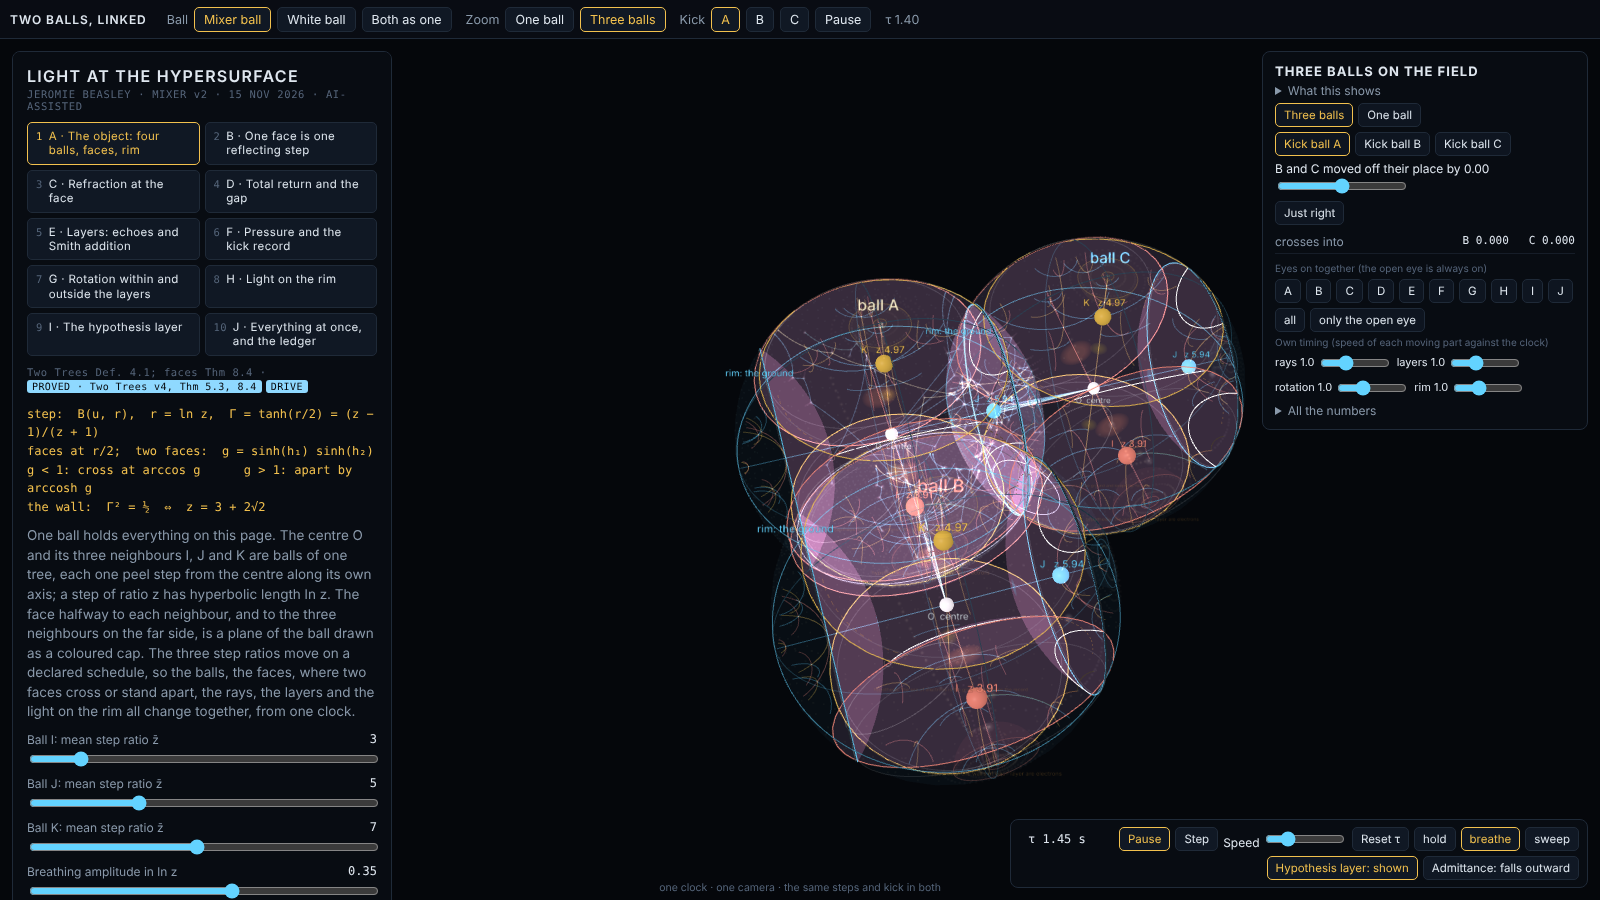 TWO BALLS, LINKED Ball Mixer ball White ball Both as one Zoom One ball Three balls Kick A B C Pause τ 1.40
LIGHT AT THE HYPERSURFACE
JEROMIE BEASLEY · MIXER v2 · 15 NOV 2026 · AI-
ASSISTED
1 A · The object: four
balls, faces, rim
2 B · One face is one
reflecting step
3 C · Refraction at the
face
4 D · Total return and the
gap
5 E · Layers: echoes and
Smith addition
6 F · Pressure and the
kick record
7 G · Rotation within and
outside the layers
8 H · Light on the rim
9 I · The hypothesis layer
10 J · Everything at once,
and the ledger
Two Trees Def. 4.1; faces Thm 8.4 ·
PROVED · Two Trees v4, Thm 5.3, 8.4 DRIVE
step: B(u, r), r = ln z, Γ = tanh(r/2) = (z −
1)/(z + 1)
faces at r/2; two faces: g = sinh(h₁) sinh(h₂)
g < 1: cross at arccos g g > 1: apart by
arccosh g
the wall: Γ² = ½ ⇔ z = 3 + 2√2
One ball holds everything on this page. The centre O
and its three neighbours I, J and K are balls of one
tree, each one peel step from the centre along its own
axis; a step of ratio z has hyperbolic length ln z. The
face halfway to each neighbour, and to the three
neighbours on the far side, is a plane of the ball drawn
as a coloured cap. The three step ratios move on a
declared schedule, so the balls, the faces, where two
faces cross or stand apart, the rays, the layers and the
light on the rim all change together, from one clock.
Ball I: mean step ratio z̄ 3
Ball J: mean step ratio z̄ 5
Ball K: mean step ratio z̄ 7
Breathing amplitude in ln z 0.35
ball C
K z 4.97
ball A
rim: the ground
K z 4.97
J z 5.94
rim: the ground
O centre
I z 3.91
ball B
rim: the ground
K z 4.97
J z 5.94
O centre
I z 3.91
one clock · one camera · the same steps and kick in both
THREE BALLS ON THE FIELD
▶ What this shows
Three balls One ball
Kick ball A Kick ball B Kick ball C
B and C moved off their place by 0.00
Just right
crosses into B 0.000 C 0.000
Eyes on together (the open eye is always on)
A B C D E F G H I J
all only the open eye
Own timing (speed of each moving part against the clock)
rays 1.0 layers 1.0
rotation 1.0 rim 1.0
▶ All the numbers
τ 1.45 s Pause Step Speed Reset τ hold breathe sweep
Hypothesis layer: shown Admittance: falls outward